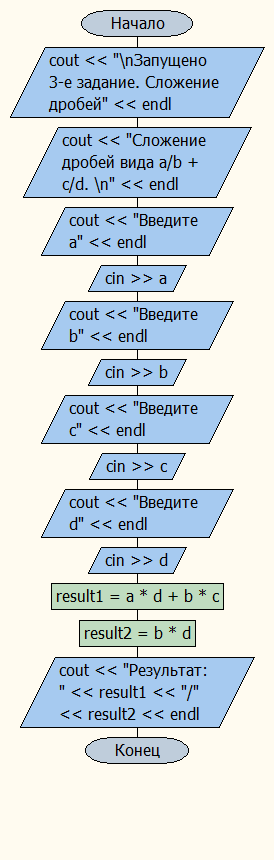 Начало
cout << "\nЗапущено
3-е задание. Сложение
дробей" << endl
cout << "Сложение
дробей вида a/b +
c/d. \n" << endl
cout << "Введите
a" << endl
cin >> a
cout << "Введите
b" << endl
cin >> b
cout << "Введите
c" << endl
cin >> c
cout << "Введите
d" << endl
cin >> d
result1 = a * d + b * c
result2 = b * d
cout << "Результат:
" << result1 << "/"
<< result2 << endl
Конец